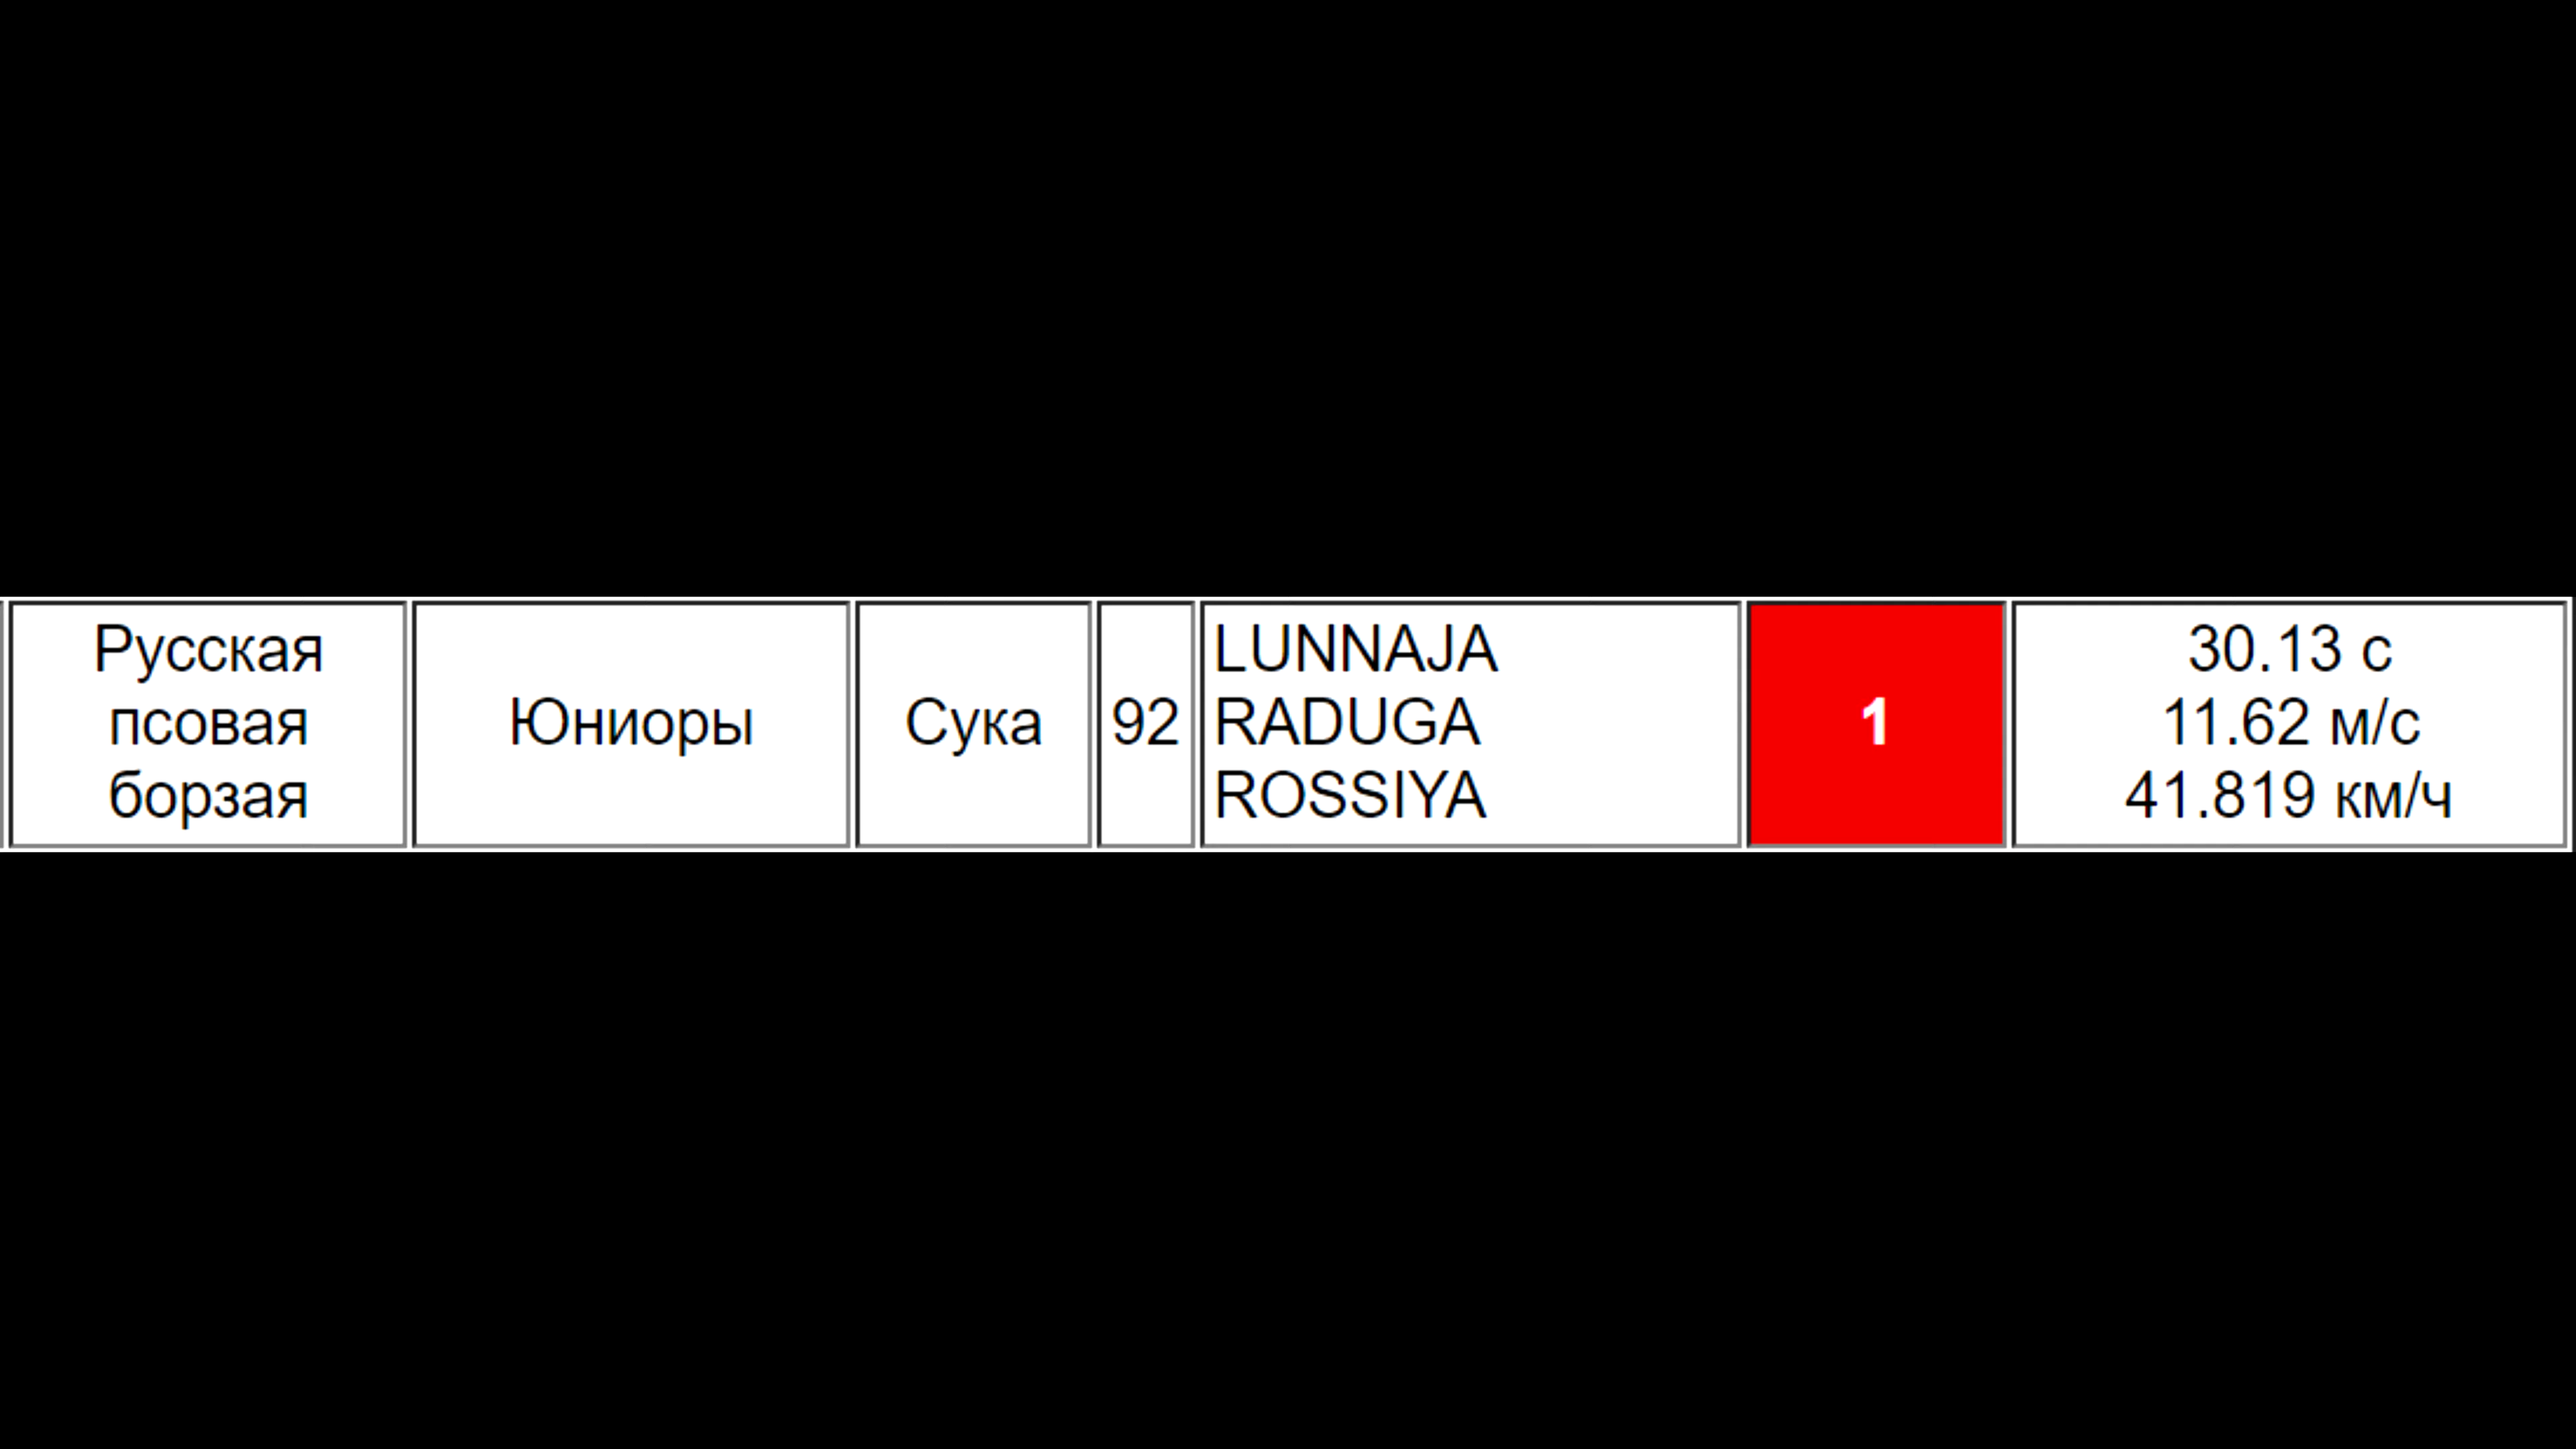 Русская
псовая
борзая
Юниоры
Сука
92
LUNNAJA
RADUGA
ROSSIYA
1
30.13 с
11.62 м/с
41.819 км/ч